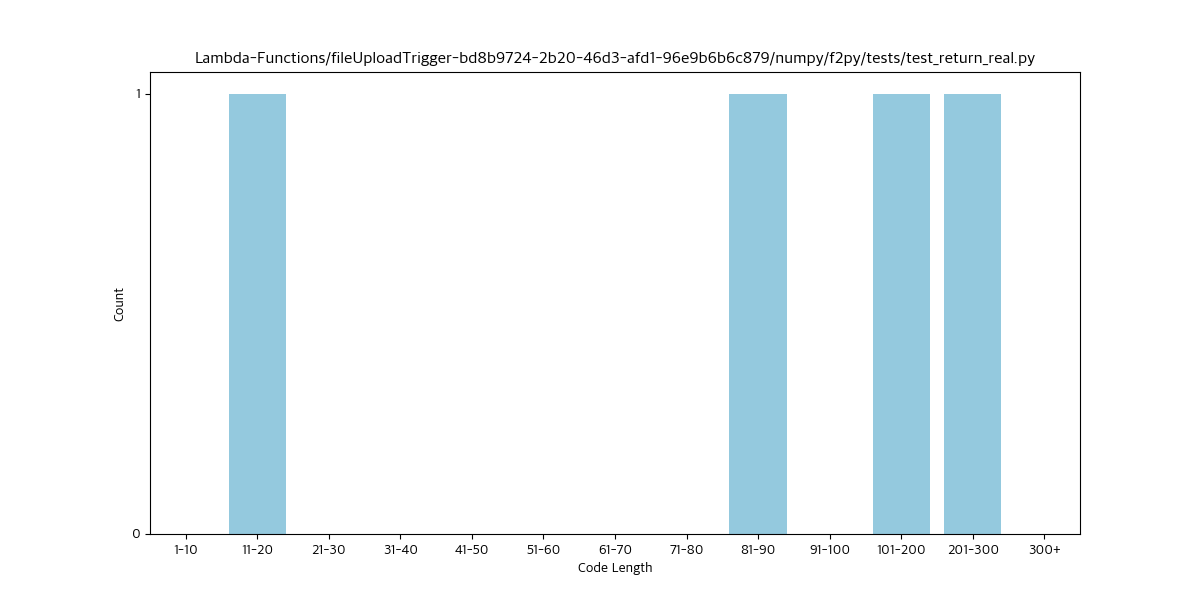 Lambda-Functions/fileUploadTrigger-bd8b9724-2b20-46d3-afd1-96e9b6b6c879/numpy/f2py/tests/test_return_real.py
1
Count
0
1-10 11-20 21-30 31-40 41-50 51-60 61-70 71-80 81-90 91-100 101-200 201-300 300+
Code Length